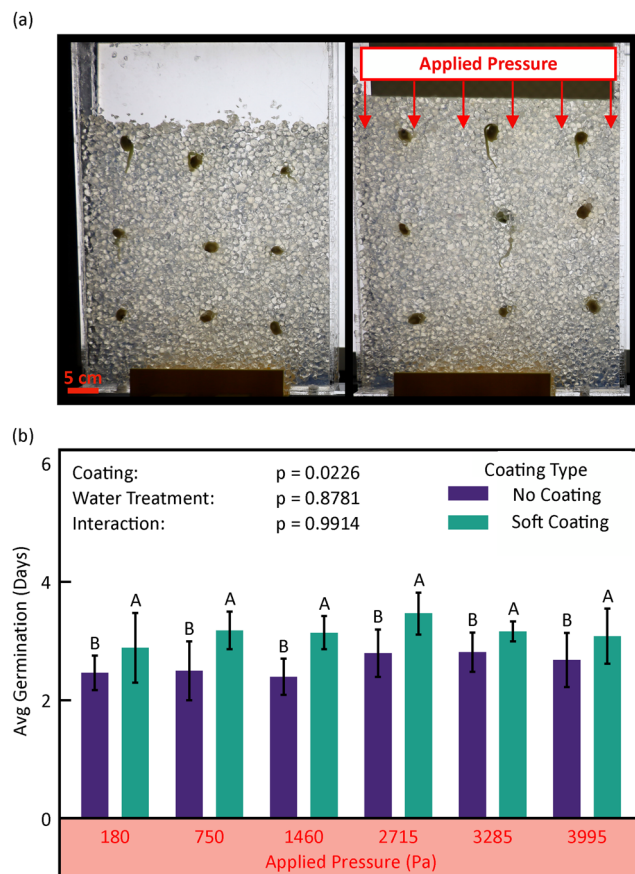 (a)
Applied Pressure
5 cm
(b)
6
4
2
0
Avg Germination (Days)
Coating: p = 0.0226
Water Treatment: p = 0.8781
Interaction: p = 0.9914
Coating Type
No Coating
Soft Coating
B A B A B A B A B A B A
180 750 1460 2715 3285 3995
Applied Pressure (Pa)